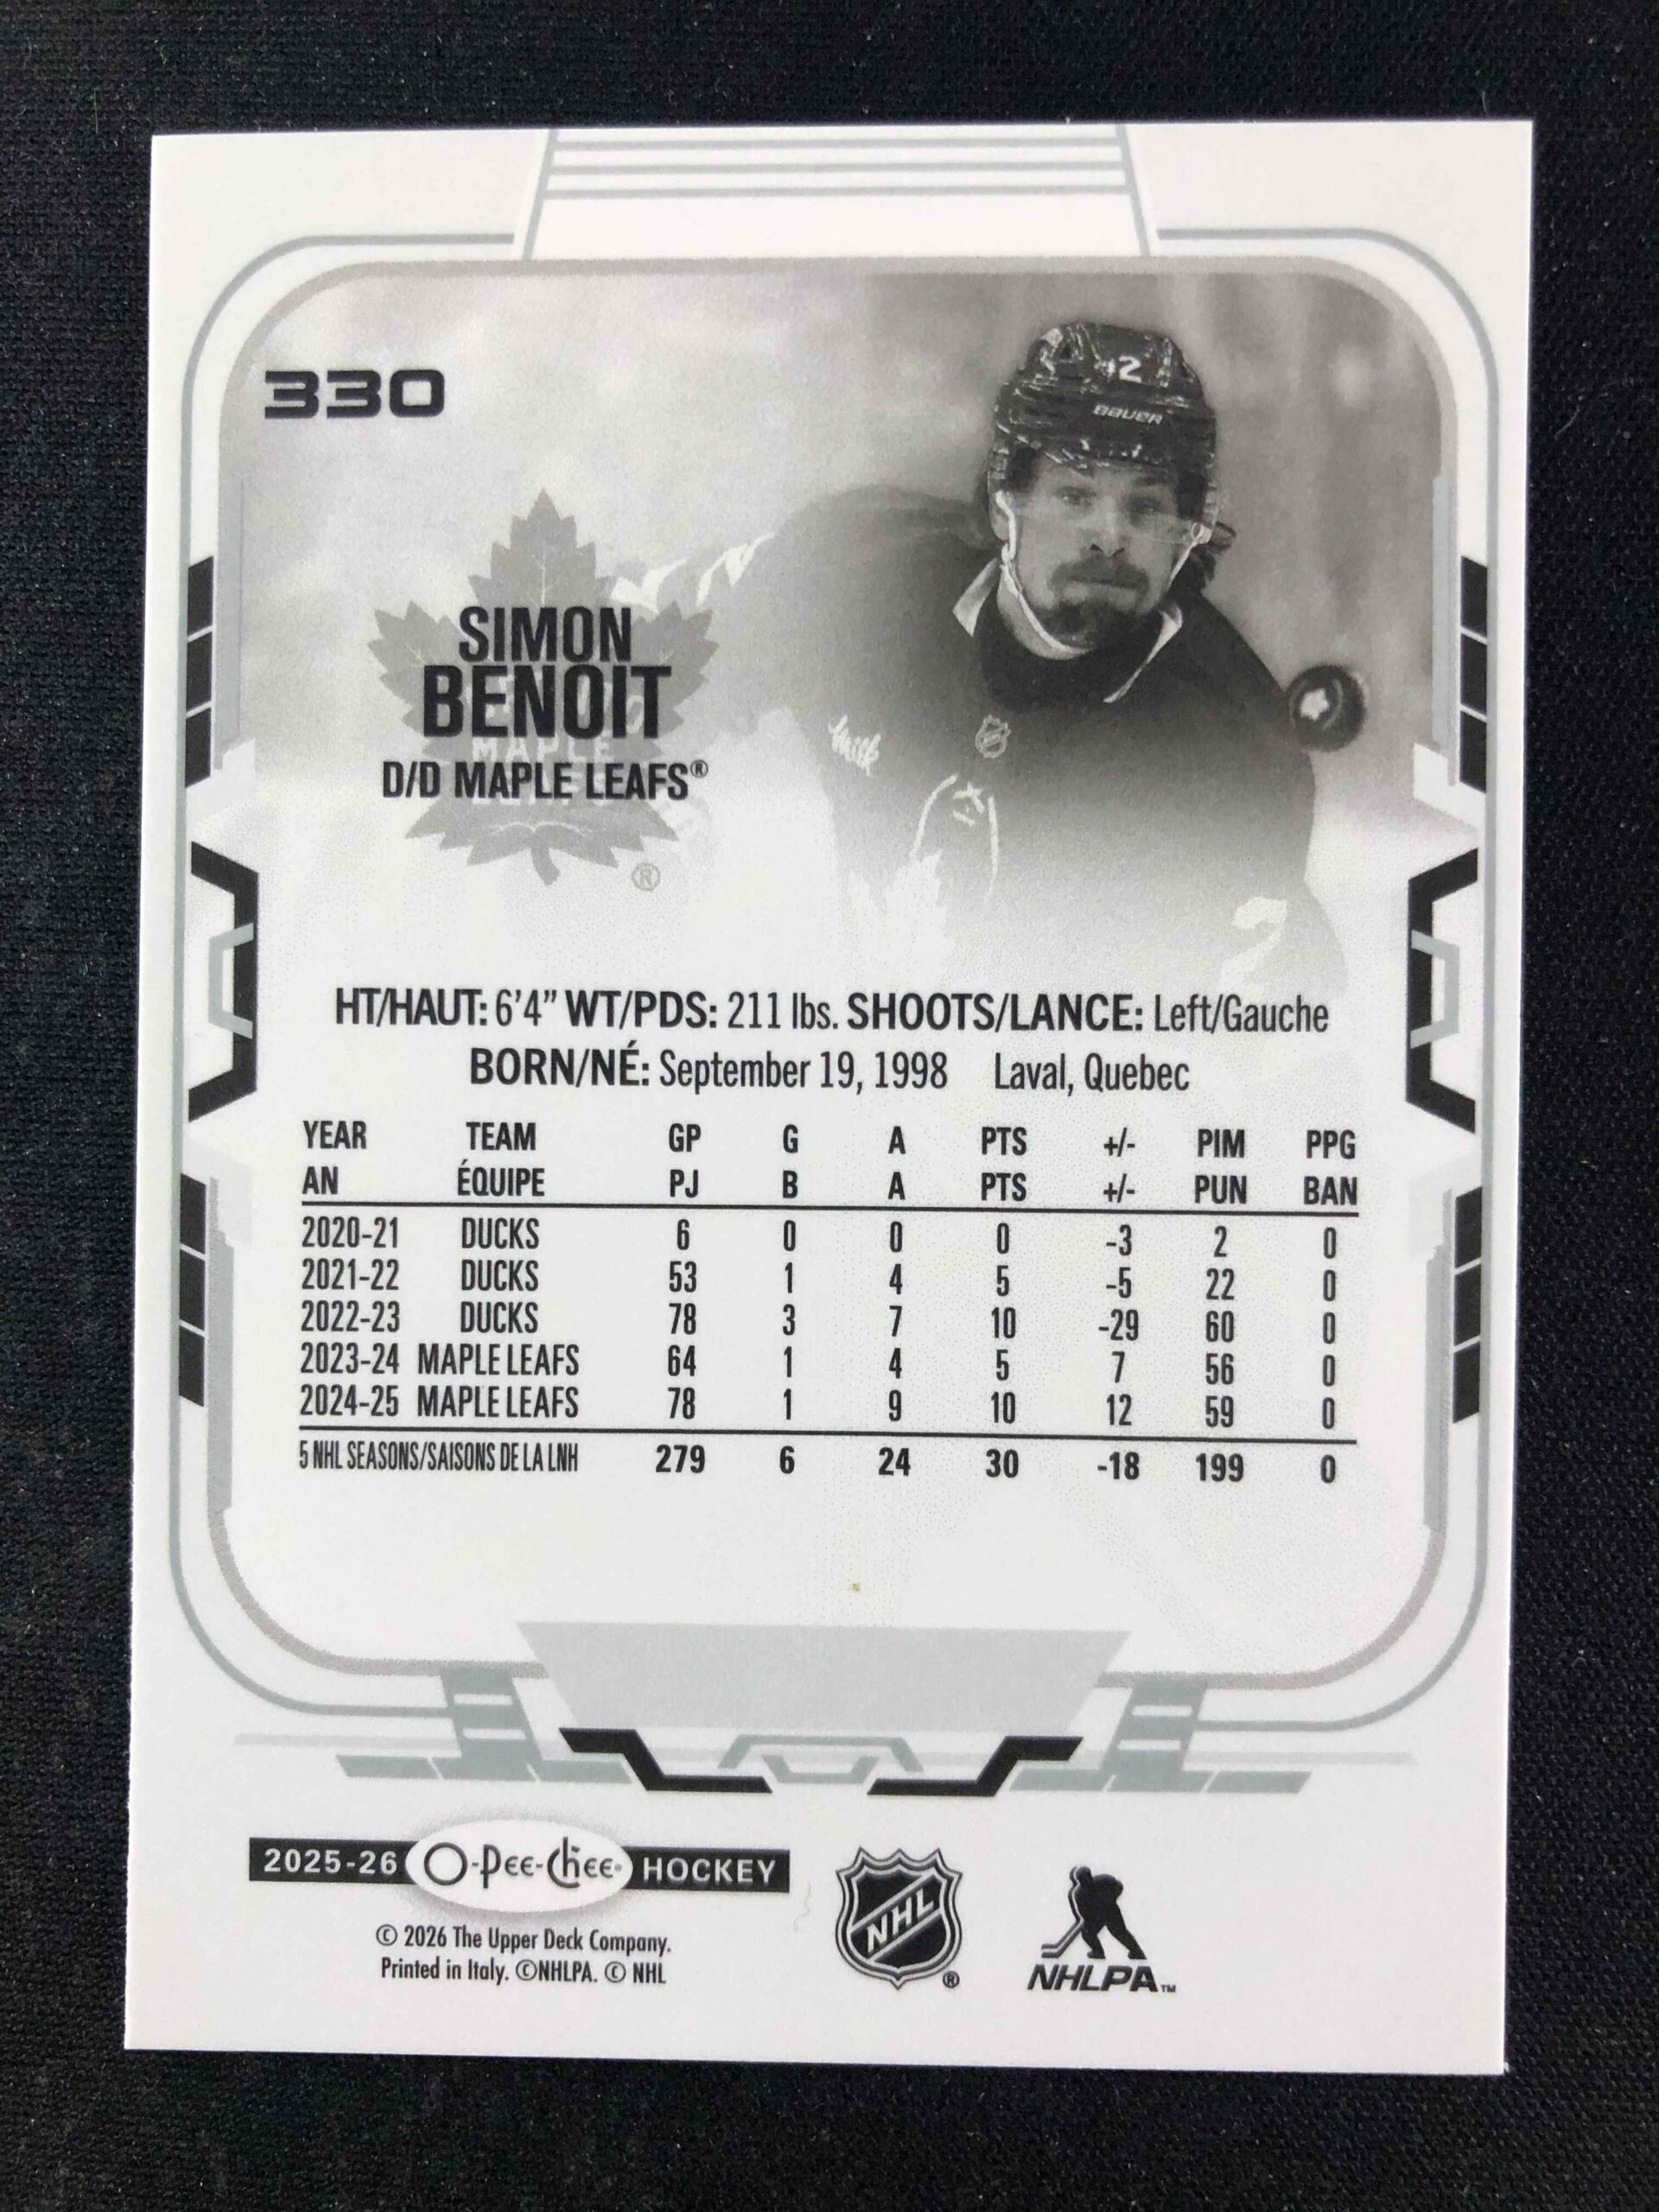 330
2
BAUER
SIMON
BENOIT
MAPLE
D/D MAPLE LEAFS®
®
HT/HAUT: 6'4" WT/PDS: 211 lbs. SHOOTS/LANCE: Left/Gauche
BORN/NÉ: September 19, 1998 Laval, Quebec
YEAR TEAM GP G A PTS +/- PIM PPG
AN ÉQUIPE PJ B A PTS +/- PUN BAN
2020-21 DUCKS 6 0 0 0 -3 2 0
2021-22 DUCKS 53 1 4 5 -5 22 0
2022-23 DUCKS 78 3 7 10 -29 60 0
2023-24 MAPLE LEAFS 64 1 4 5 7 56 0
2024-25 MAPLE LEAFS 78 1 9 10 12 59 0
5 NHL SEASONS/SAISONS DE LA LNH 279 6 24 30 -18 199 0
2025-26 O-Pee-Chee HOCKEY
© 2026 The Upper Deck Company.
Printed in Italy. ©NHLPA. © NHL
NHL ®
NHLPA™